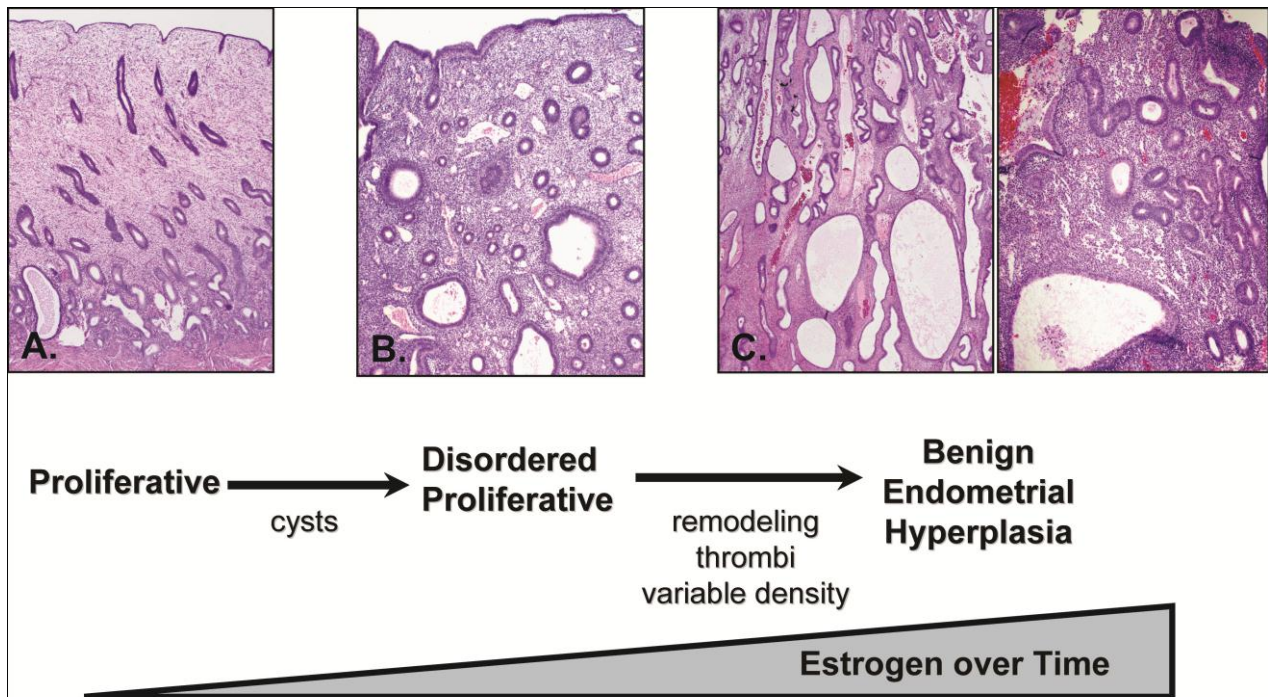 A.
B.
C.
Proliferative
cysts
Disordered
Proliferative
remodeling
thrombi
variable density
Benign
Endometrial
Hyperplasia
Estrogen over Time